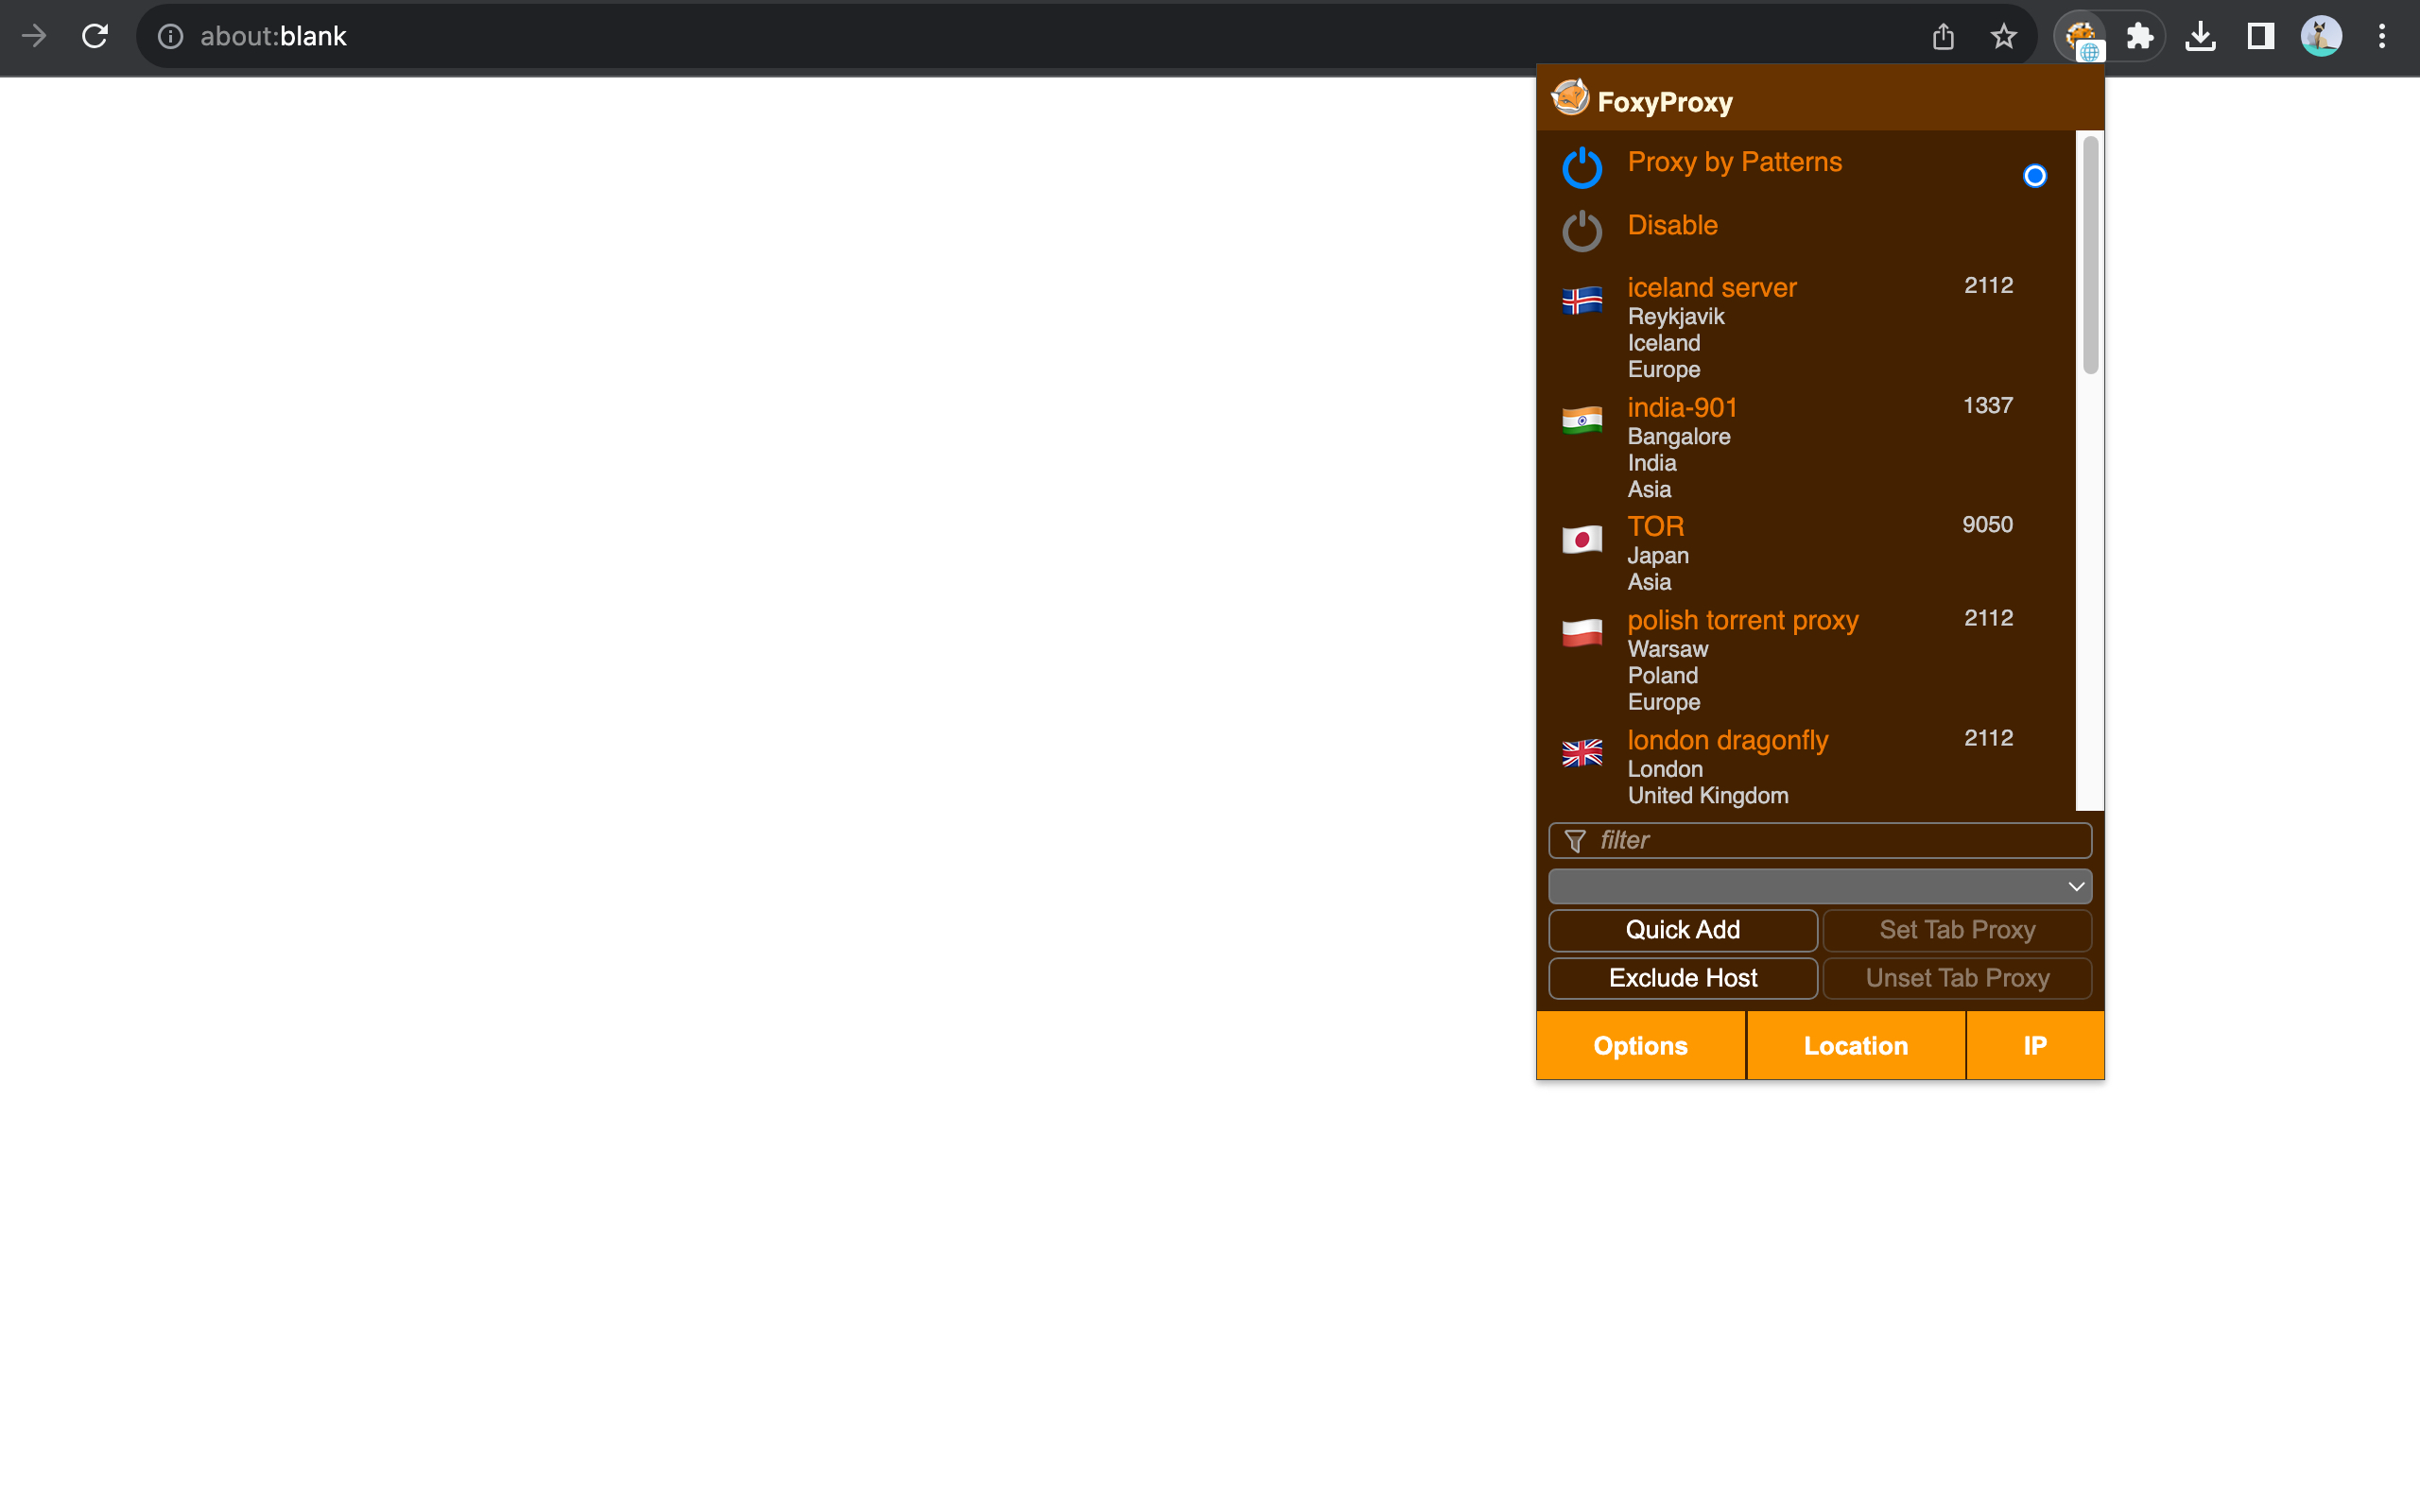 about:blank
FoxyProxy
Proxy by Patterns
Disable
iceland server 2112
Reykjavik
Iceland
Europe
india-901 1337
Bangalore
India
Asia
TOR 9050
Japan
Asia
polish torrent proxy 2112
Warsaw
Poland
Europe
london dragonfly 2112
London
United Kingdom
filter
Quick Add Set Tab Proxy
Exclude Host Unset Tab Proxy
Options Location IP